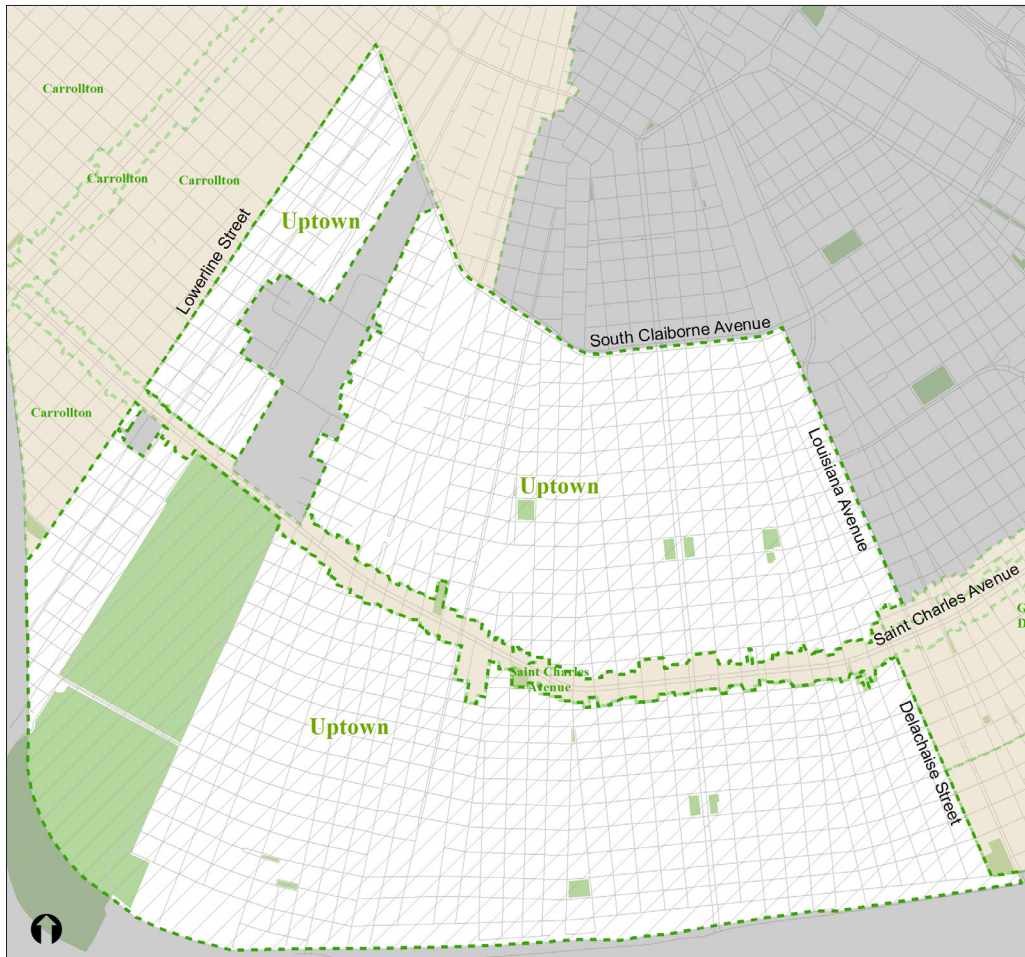 Carrollton
Carrollton
Carrollton
Uptown
Lowerline Street
South Claiborne Avenue
Carrollton
Louisiana Avenue
Uptown
Saint Charles Avenue
Saint Charles
Avenue
Uptown
Delachaise Street
G
D